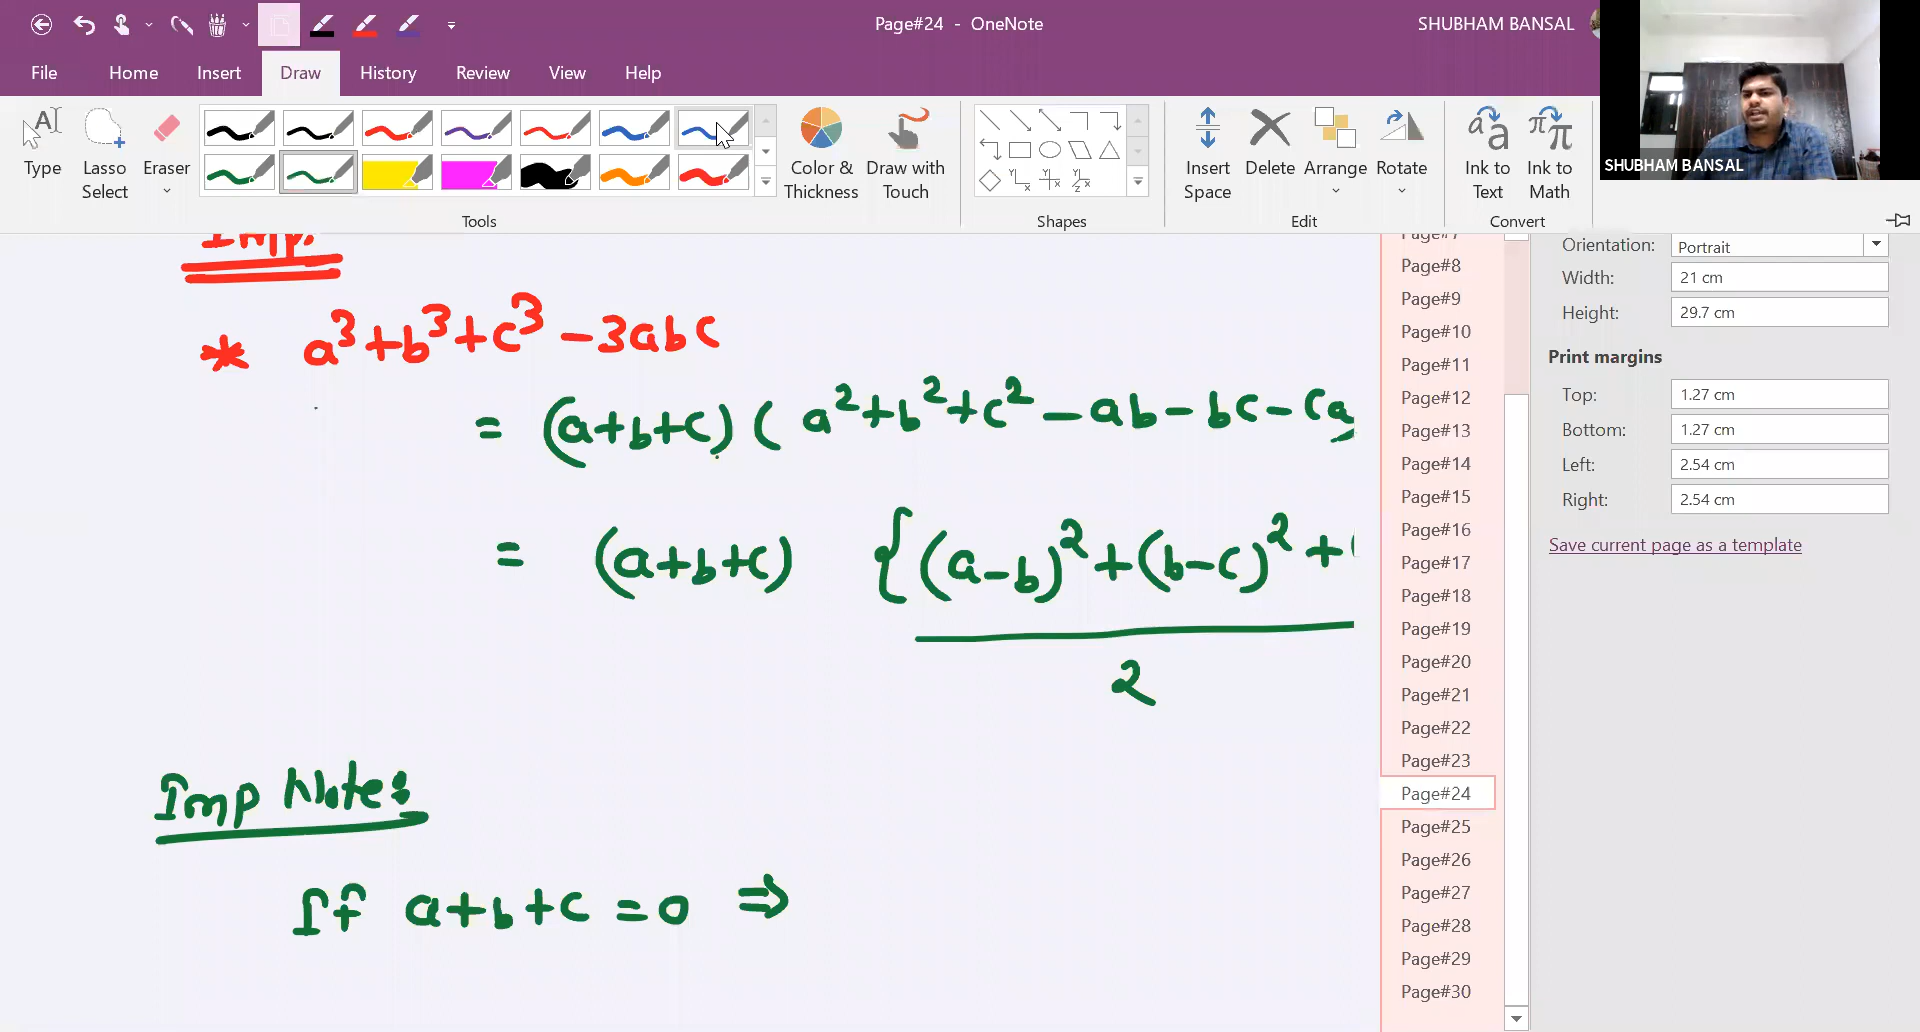 Page#24 - OneNote
SHUBHAM BANSAL
File Home Insert Draw History Review View Help
Type
Lasso Select
Eraser
Color & Thickness
Draw with Touch
Insert Space
Delete
Arrange
Rotate
Ink to Text
Ink to Math
Tools
Shapes
Edit
Convert
SHUBHAM BANSAL
Imp.
* a³+b³+c³-3abc
= (a+b+c)(a²+b²+c²-ab-bc-ca
= (a+b+c) {(a-b)²+(b-c)²+(
2
Imp Note:
If a+b+c=0 ⇒
Page#7
Page#8
Page#9
Page#10
Page#11
Page#12
Page#13
Page#14
Page#15
Page#16
Page#17
Page#18
Page#19
Page#20
Page#21
Page#22
Page#23
Page#24
Page#25
Page#26
Page#27
Page#28
Page#29
Page#30
Orientation: Portrait
Width: 21 cm
Height: 29.7 cm
Print margins
Top: 1.27 cm
Bottom: 1.27 cm
Left: 2.54 cm
Right: 2.54 cm
Save current page as a template